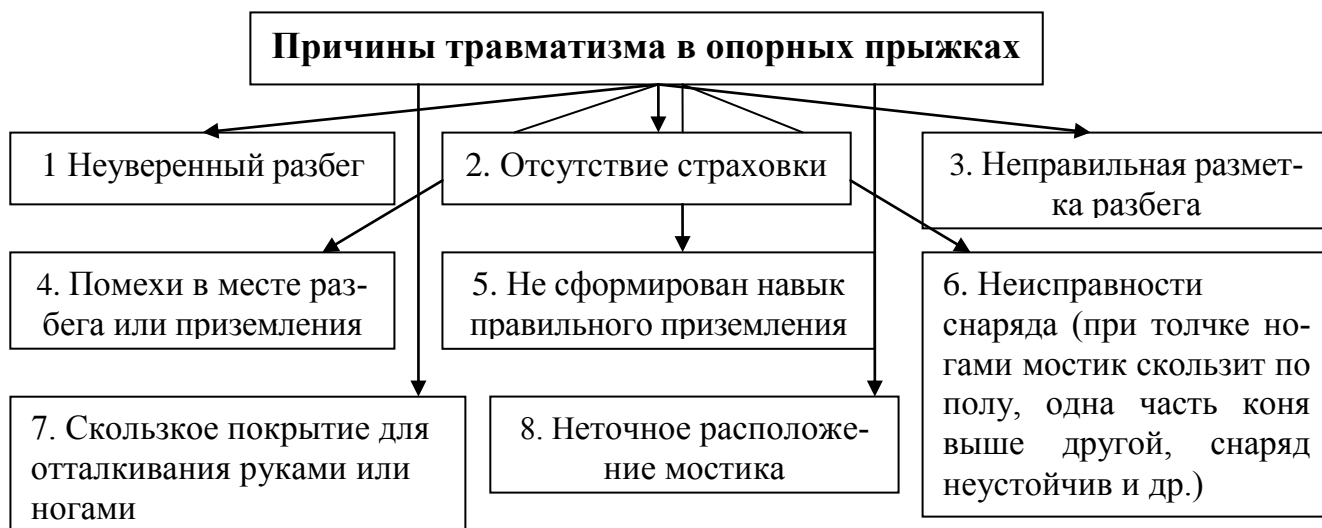 Причины травматизма в опорных прыжках
1 Неуверенный разбег
2. Отсутствие страховки
3. Неправильная размет-
ка разбега
4. Помехи в месте раз-
бега или приземления
5. Не сформирован навык
правильного приземления
6. Неисправности
снаряда (при толчке но-
гами мостик скользит по
полу, одна часть коня
выше другой, снаряд
неустойчив и др.)
7. Скользкое покрытие для
отталкивания руками или
ногами
8. Неточное расположе-
ние мостика